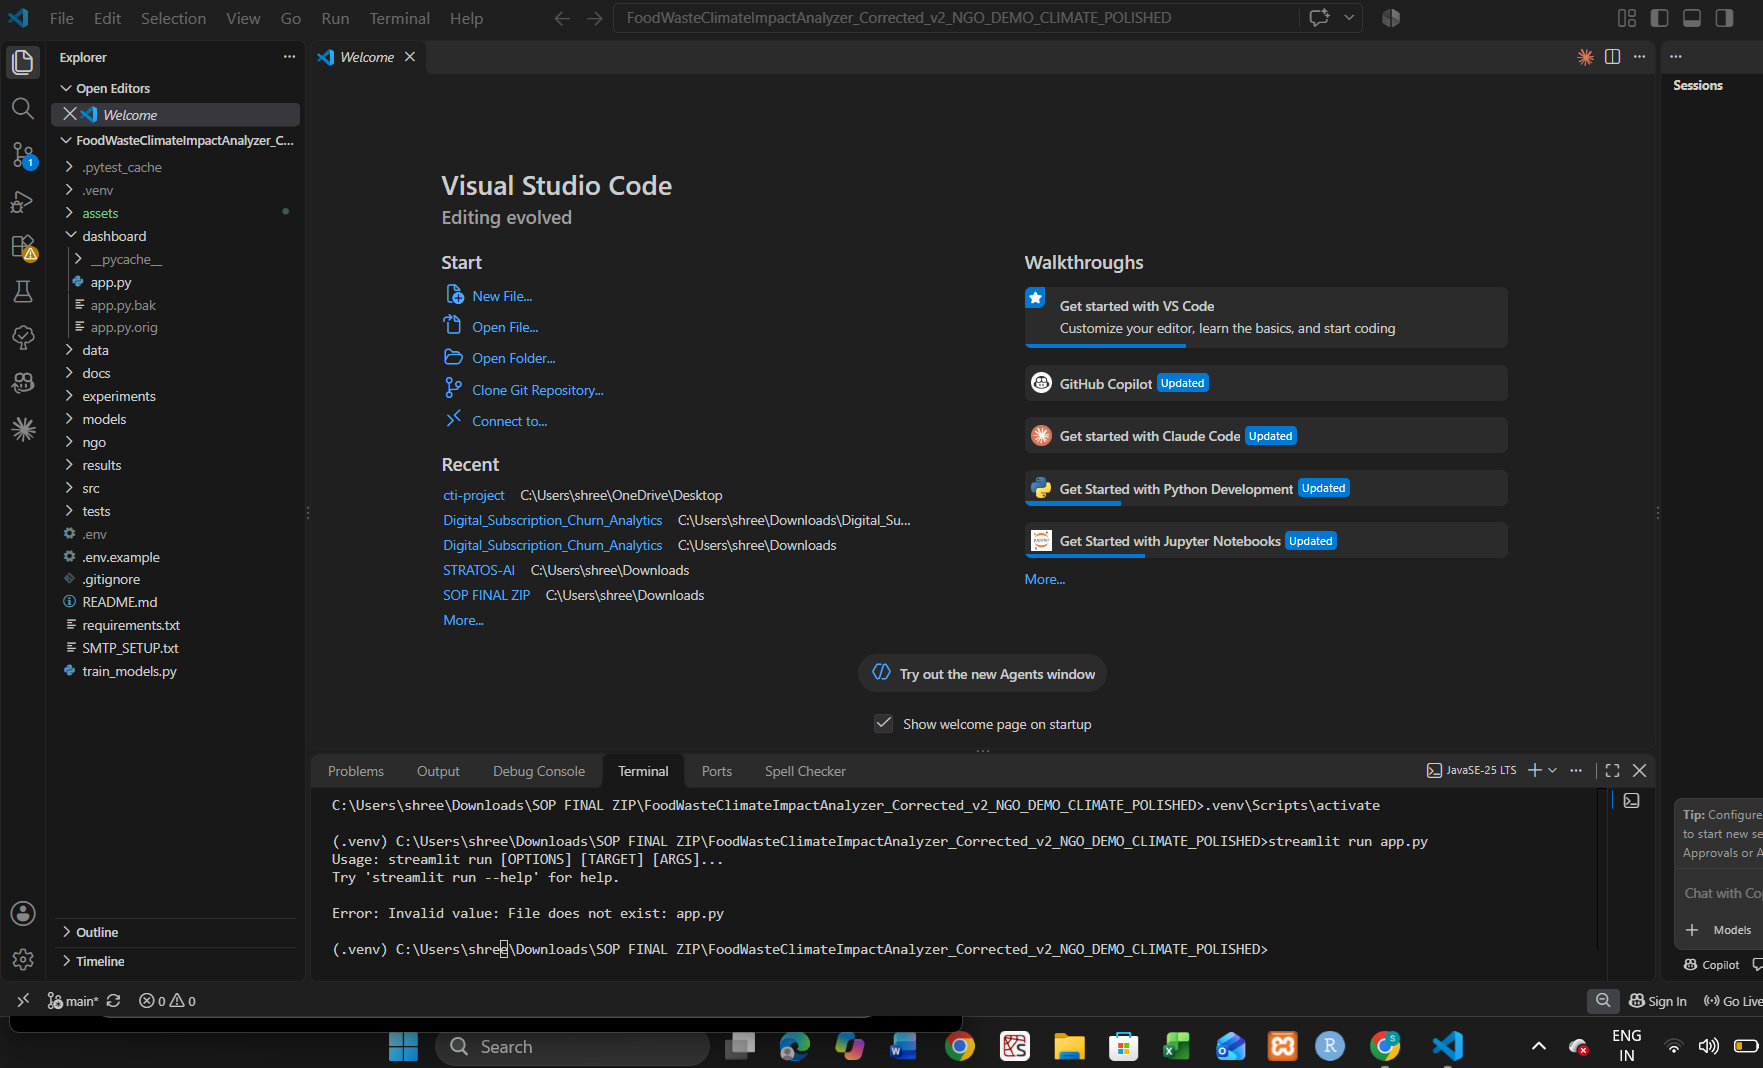 File Edit Selection View Go Run Terminal Help
FoodWasteClimateImpactAnalyzer_Corrected_v2_NGO_DEMO_CLIMATE_POLISHED
Explorer
Open Editors
Welcome
FoodWasteClimateImpactAnalyzer_C...
.pytest_cache
.venv
assets
dashboard
__pycache__
app.py
app.py.bak
app.py.orig
data
docs
experiments
models
ngo
results
src
tests
.env
.env.example
.gitignore
README.md
requirements.txt
SMTP_SETUP.txt
train_models.py
Outline
Timeline
1
Welcome
Visual Studio Code
Editing evolved
Start
New File...
Open File...
Open Folder...
Clone Git Repository...
Connect to...
Recent
cti-project C:\Users\shree\OneDrive\Desktop
Digital_Subscription_Churn_Analytics C:\Users\shree\Downloads\Digital_Su...
Digital_Subscription_Churn_Analytics C:\Users\shree\Downloads
STRATOS-AI C:\Users\shree\Downloads
SOP FINAL ZIP C:\Users\shree\Downloads
More...
Walkthroughs
Get started with VS Code
Customize your editor, learn the basics, and start coding
GitHub Copilot Updated
Get started with Claude Code Updated
Get Started with Python Development Updated
Get Started with Jupyter Notebooks Updated
More...
Try out the new Agents window
Show welcome page on startup
Problems Output Debug Console Terminal Ports Spell Checker
JavaSE-25 LTS
C:\Users\shree\Downloads\SOP FINAL ZIP\FoodWasteClimateImpactAnalyzer_Corrected_v2_NGO_DEMO_CLIMATE_POLISHED>.venv\Scripts\activate
(.venv) C:\Users\shree\Downloads\SOP FINAL ZIP\FoodWasteClimateImpactAnalyzer_Corrected_v2_NGO_DEMO_CLIMATE_POLISHED>streamlit run app.py
Usage: streamlit run [OPTIONS] [TARGET] [ARGS]...
Try 'streamlit run --help' for help.
Error: Invalid value: File does not exist: app.py
(.venv) C:\Users\shree\Downloads\SOP FINAL ZIP\FoodWasteClimateImpactAnalyzer_Corrected_v2_NGO_DEMO_CLIMATE_POLISHED>
Sessions
Tip: Configure
to start new se
Approvals or A
Chat with Co
Models
Copilot
main* 0 0
Sign In Go Live
Search
ENG
IN